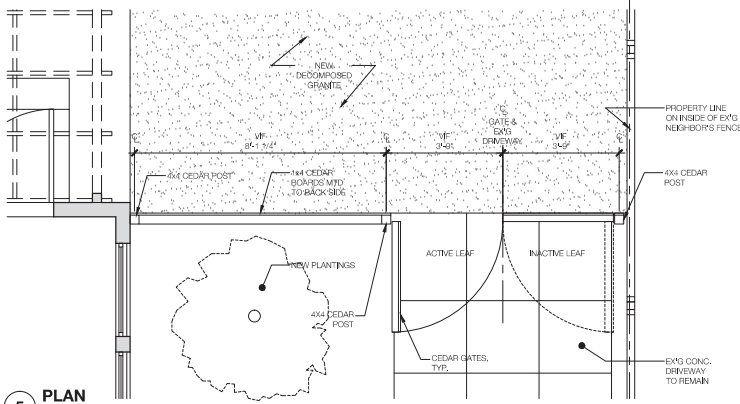 NEW
DECOMPOSED
GRANITE
PROPERTY LINE
ON INSIDE OF EX'G
NEIGHBOR'S FENCE
GATE &
EX'G
DRIVEWAY
VIF
8'-1 1/4"
VIF
3'-9"
VIF
3'-9"
4X4 CEDAR POST
1x4 CEDAR
BOARDS MTD
TO BACK SIDE
4X4 CEDAR
POST
NEW PLANTINGS
ACTIVE LEAF
INACTIVE LEAF
4X4 CEDAR
POST
CEDAR GATES,
TYP.
EX'G CONC.
DRIVEWAY
TO REMAIN
PLAN